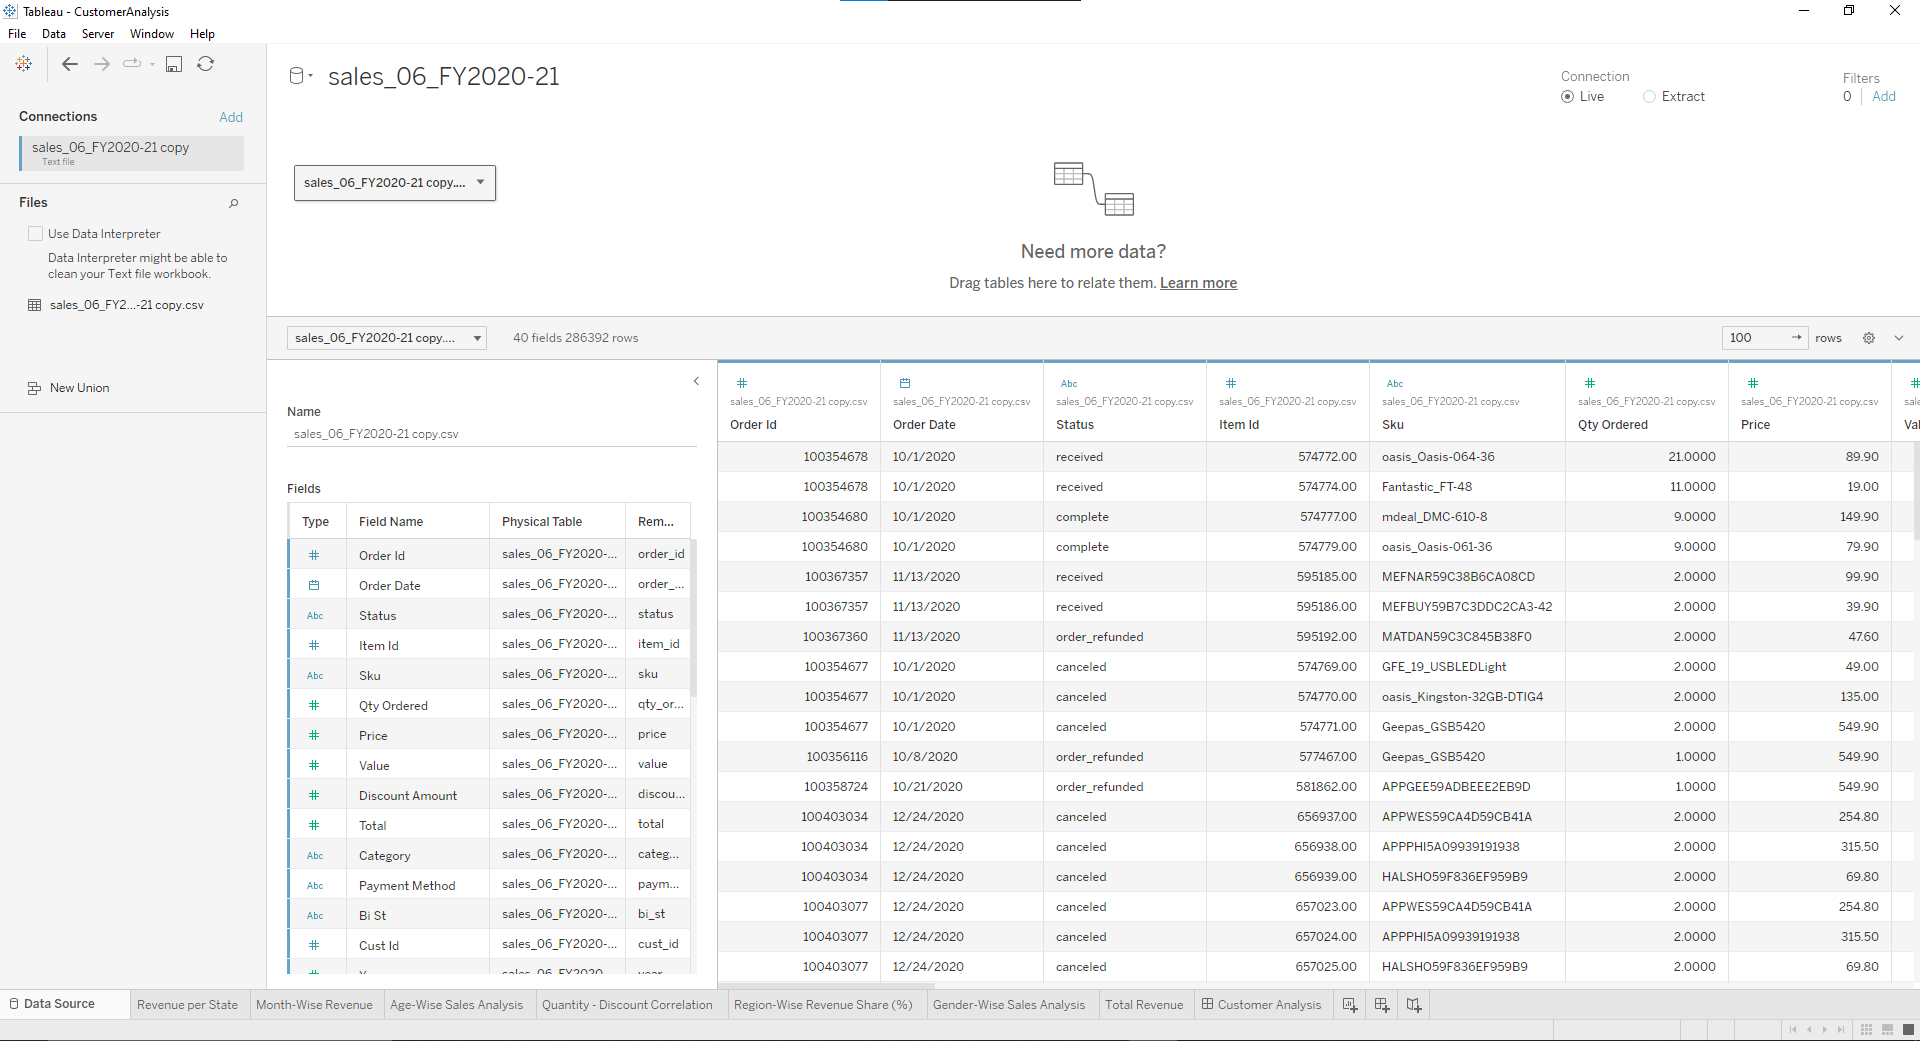 Tableau - CustomerAnalysis
File Data Server Window Help
sales_06_FY2020-21
Connection
Live Extract
Filters
0 Add
Connections Add
sales_06_FY2020-21 copy
Text file
Files
Use Data Interpreter
Data Interpreter might be able to
clean your Text file workbook.
sales_06_FY2...-21 copy.csv
New Union
sales_06_FY2020-21 copy....
Need more data?
Drag tables here to relate them. Learn more
sales_06_FY2020-21 copy.... 40 fields 286392 rows 100 rows
Name
sales_06_FY2020-21 copy.csv
Fields
Type Field Name Physical Table Rem...
Order Id sales_06_FY2020-... order_id
Order Date sales_06_FY2020-... order_...
Abc Status sales_06_FY2020-... status
Item Id sales_06_FY2020-... item_id
Abc Sku sales_06_FY2020-... sku
Qty Ordered sales_06_FY2020-... qty_or...
Price sales_06_FY2020-... price
Value sales_06_FY2020-... value
Discount Amount sales_06_FY2020-... discou...
Total sales_06_FY2020-... total
Abc Category sales_06_FY2020-... categ...
Abc Payment Method sales_06_FY2020-... paym...
Abc Bi St sales_06_FY2020-... bi_st
Cust Id sales_06_FY2020-... cust_id
Abc Abc
sales_06_FY2020-21 copy.csv sales_06_FY2020-21 copy.csv sales_06_FY2020-21 copy.csv sales_06_FY2020-21 copy.csv sales_06_FY2020-21 copy.csv sales_06_FY2020-21 copy.csv sales_06_FY2020-21 copy.csv sale
Order Id Order Date Status Item Id Sku Qty Ordered Price Val
100354678 10/1/2020 received 574772.00 oasis_Oasis-064-36 21.0000 89.90
100354678 10/1/2020 received 574774.00 Fantastic_FT-48 11.0000 19.00
100354680 10/1/2020 complete 574777.00 mdeal_DMC-610-8 9.0000 149.90
100354680 10/1/2020 complete 574779.00 oasis_Oasis-061-36 9.0000 79.90
100367357 11/13/2020 received 595185.00 MEFNAR59C38B6CA08CD 2.0000 99.90
100367357 11/13/2020 received 595186.00 MEFBUY59B7C3DDC2CA3-42 2.0000 39.90
100367360 11/13/2020 order_refunded 595192.00 MATDAN59C3C845B38F0 2.0000 47.60
100354677 10/1/2020 canceled 574769.00 GFE_19_USBLEDLight 2.0000 49.00
100354677 10/1/2020 canceled 574770.00 oasis_Kingston-32GB-DTIG4 2.0000 135.00
100354677 10/1/2020 canceled 574771.00 Geepas_GSB5420 2.0000 549.90
100356116 10/8/2020 order_refunded 577467.00 Geepas_GSB5420 1.0000 549.90
100358724 10/21/2020 order_refunded 581862.00 APPGEE59ADBEEE2EB9D 1.0000 549.90
100403034 12/24/2020 canceled 656937.00 APPWES59CA4D59CB41A 2.0000 254.80
100403034 12/24/2020 canceled 656938.00 APPPHI5A09939191938 2.0000 315.50
100403034 12/24/2020 canceled 656939.00 HALSHO59F836EF959B9 2.0000 69.80
100403077 12/24/2020 canceled 657023.00 APPWES59CA4D59CB41A 2.0000 254.80
100403077 12/24/2020 canceled 657024.00 APPPHI5A09939191938 2.0000 315.50
100403077 12/24/2020 canceled 657025.00 HALSHO59F836EF959B9 2.0000 69.80
Data Source Revenue per State Month-Wise Revenue Age-Wise Sales Analysis Quantity - Discount Correlation Region-Wise Revenue Share (%) Gender-Wise Sales Analysis Total Revenue Customer Analysis